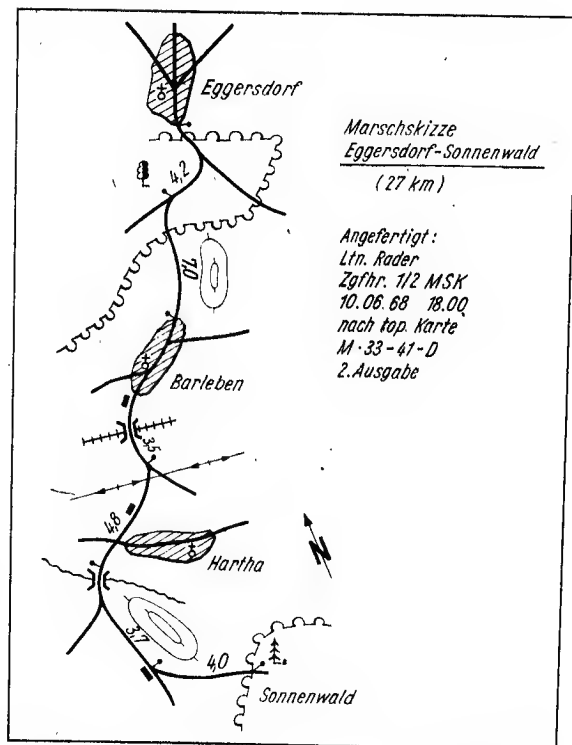 Eggersdorf
Marschskizze
Eggersdorf-Sonnenwald
(27 km)
4,2
Angefertigt:
Ltn. Rader
Zgfhr. 1/2 MSK
10.06.68 18.00
nach top. Karte
M-33-41-D
2. Ausgabe
7,0
Barleben
3,5
4,8
Hartha
N
3,7
4,0
Sonnenwald